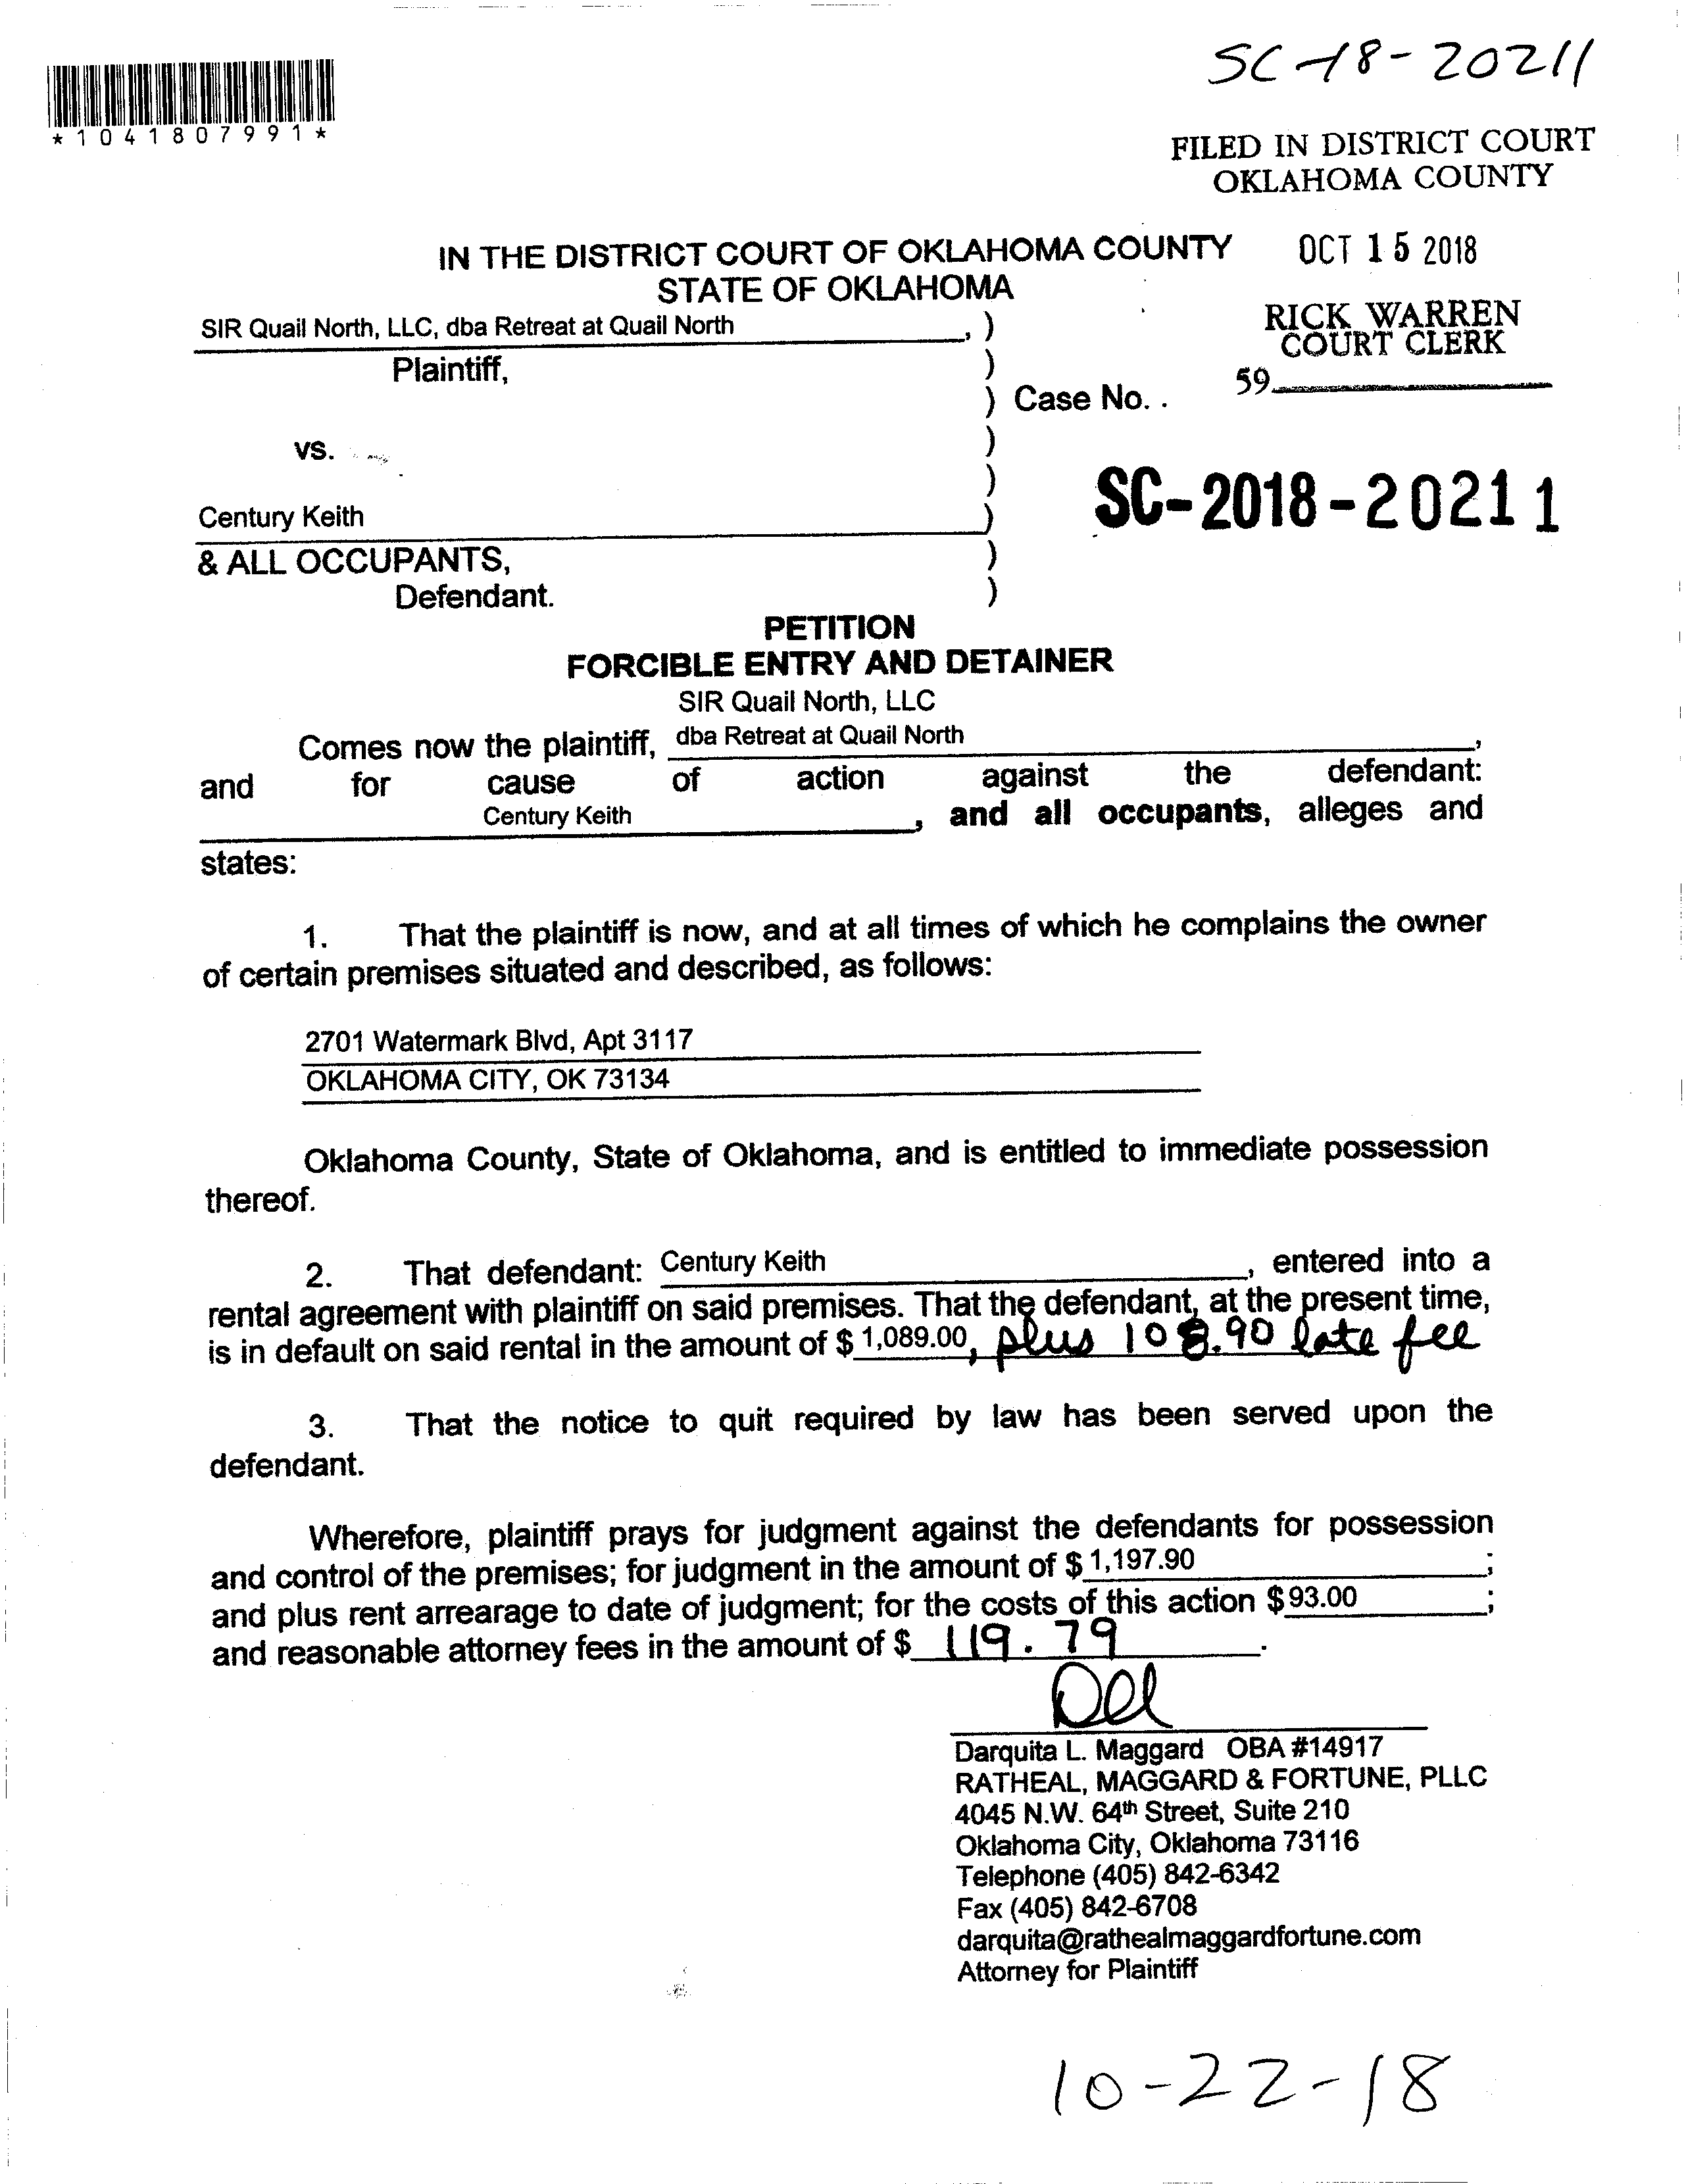 SC-18-20211
*1041807991*
FILED IN DISTRICT COURT
OKLAHOMA COUNTY
IN THE DISTRICT COURT OF OKLAHOMA COUNTY
OCT 15 2018
STATE OF OKLAHOMA
SIR Quail North, LLC, dba Retreat at Quail North , )
RICK WARREN
COURT CLERK
Plaintiff, )
59
) Case No. .
vs. )
)
SC-2018-20211
Century Keith )
& ALL OCCUPANTS, )
Defendant. )
PETITION
FORCIBLE ENTRY AND DETAINER
SIR Quail North, LLC
Comes now the plaintiff, dba Retreat at Quail North ,
and for cause of action against the defendant:
Century Keith , and all occupants, alleges and
states:
1. That the plaintiff is now, and at all times of which he complains the owner
of certain premises situated and described, as follows:
2701 Watermark Blvd, Apt 3117
OKLAHOMA CITY, OK 73134
Oklahoma County, State of Oklahoma, and is entitled to immediate possession
thereof.
2. That defendant: Century Keith , entered into a
rental agreement with plaintiff on said premises. That the defendant, at the present time,
is in default on said rental in the amount of $ 1,089.00, plus 108.90 late fee
3. That the notice to quit required by law has been served upon the
defendant.
Wherefore, plaintiff prays for judgment against the defendants for possession
and control of the premises; for judgment in the amount of $ 1,197.90 ;
and plus rent arrearage to date of judgment; for the costs of this action $ 93.00 ;
and reasonable attorney fees in the amount of $ 119.79 .
Darquita L. Maggard OBA #14917
RATHEAL, MAGGARD & FORTUNE, PLLC
4045 N.W. 64th Street, Suite 210
Oklahoma City, Oklahoma 73116
Telephone (405) 842-6342
Fax (405) 842-6708
darquita@rathealmaggardfortune.com
Attorney for Plaintiff
10-22-18